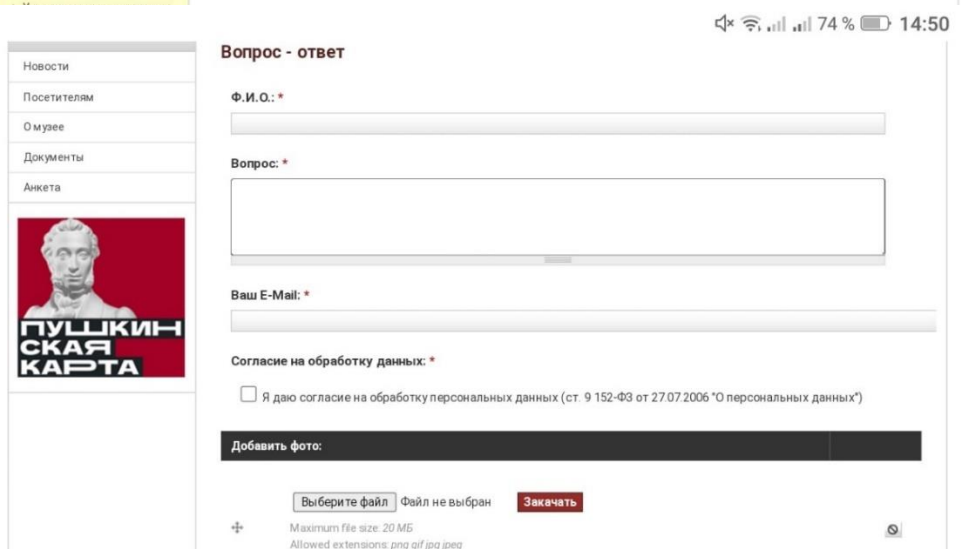 74 % 14:50
Новости
Посетителям
О музее
Документы
Анкета
ПУШКИН
СКАЯ
КАРТА
Вопрос - ответ
Ф.И.О.: *
Вопрос: *
Ваш E-Mail: *
Согласие на обработку данных: *
Я даю согласие на обработку персональных данных (ст. 9 152-ФЗ от 27.07.2006 "О персональных данных")
Добавить фото:
Выберите файл Файл не выбран Закачать
Maximum file size: 20 МБ
Allowed extensions: png gif jpg jpeg